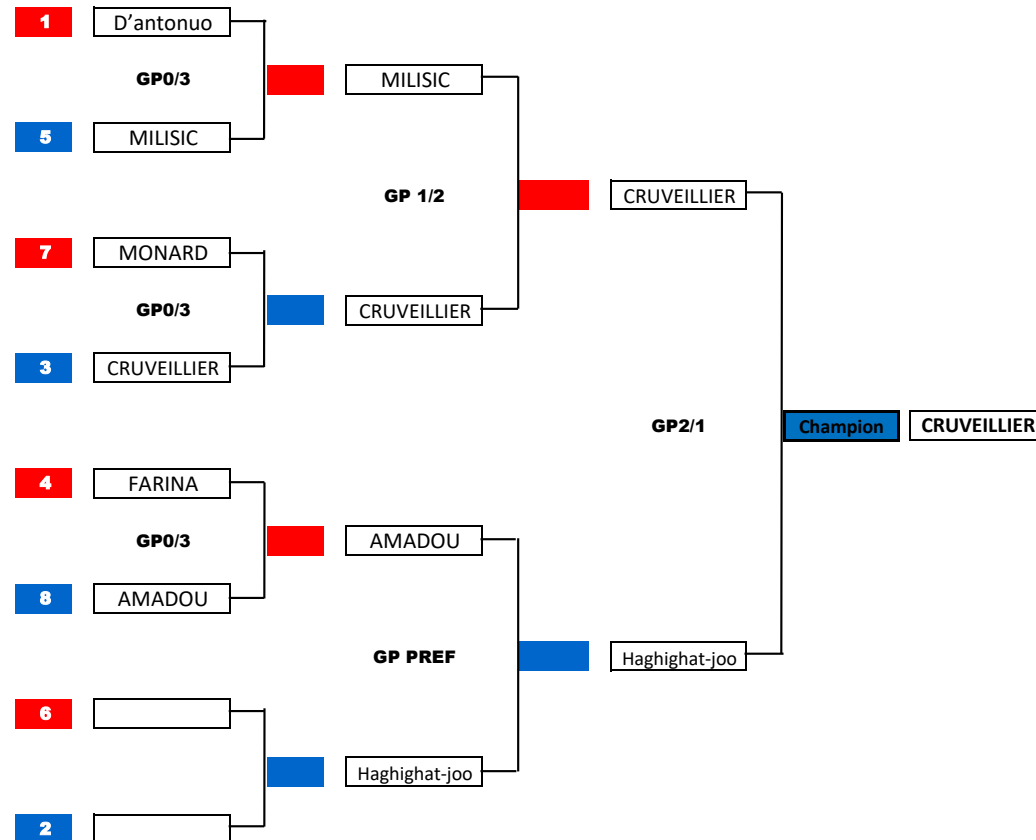 1 D’antonuo
GP0/3
MILISIC
5 MILISIC
GP 1/2
CRUVEILLIER
7 MONARD
GP0/3
CRUVEILLIER
3 CRUVEILLIER
GP2/1
Champion CRUVEILLIER
4 FARINA
GP0/3
AMADOU
8 AMADOU
GP PREF
Haghighat-joo
6
Haghighat-joo
2